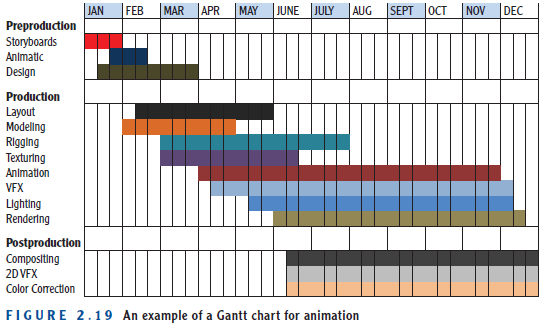 JAN FEB MAR APR MAY JUNE JULY AUG SEPT OCT NOV DEC
Preproduction
Storyboards
Animatic
Design
Production
Layout
Modeling
Rigging
Texturing
Animation
VFX
Lighting
Rendering
Postproduction
Compositing
2D VFX
Color Correction
FIGURE 2.19 An example of a Gantt chart for animation